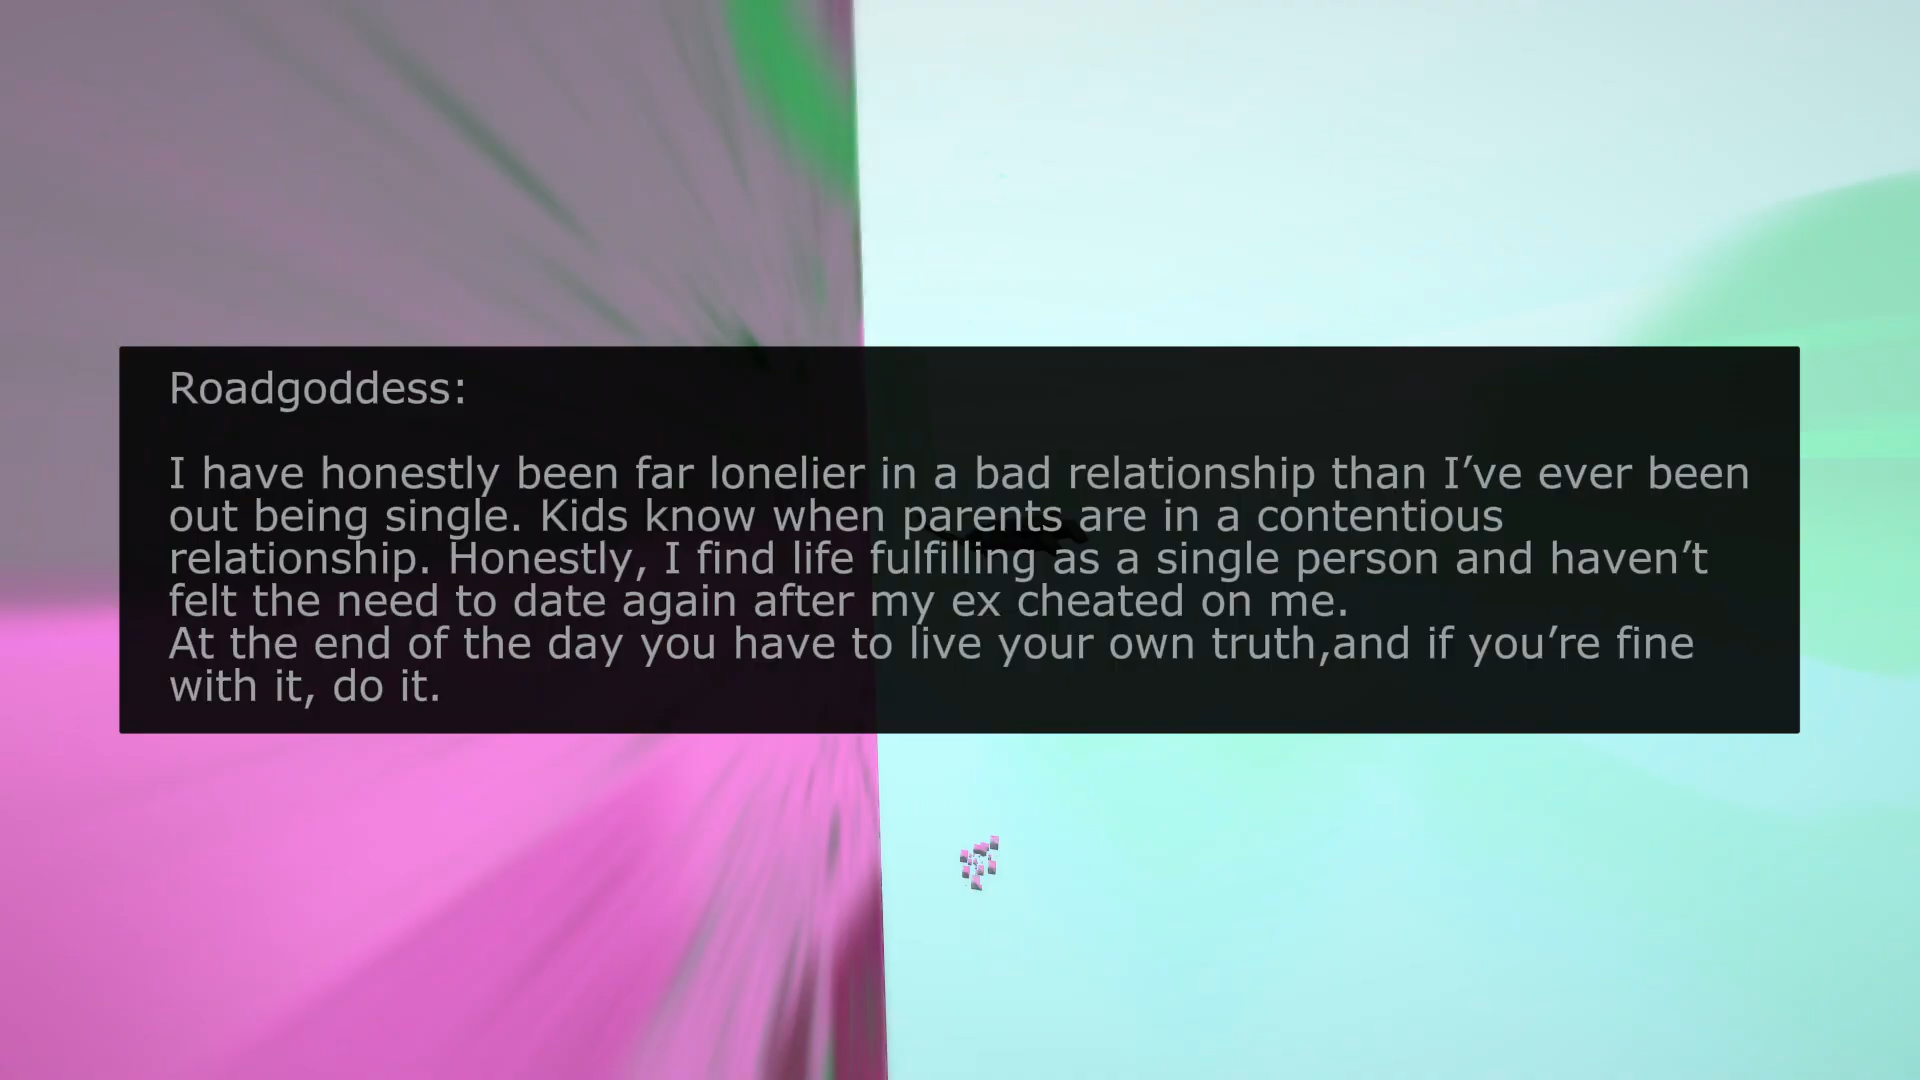 Roadgoddess:
I have honestly been far lonelier in a bad relationship than I’ve ever been
out being single. Kids know when parents are in a contentious
relationship. Honestly, I find life fulfilling as a single person and haven’t
felt the need to date again after my ex cheated on me.
At the end of the day you have to live your own truth,and if you’re fine
with it, do it.